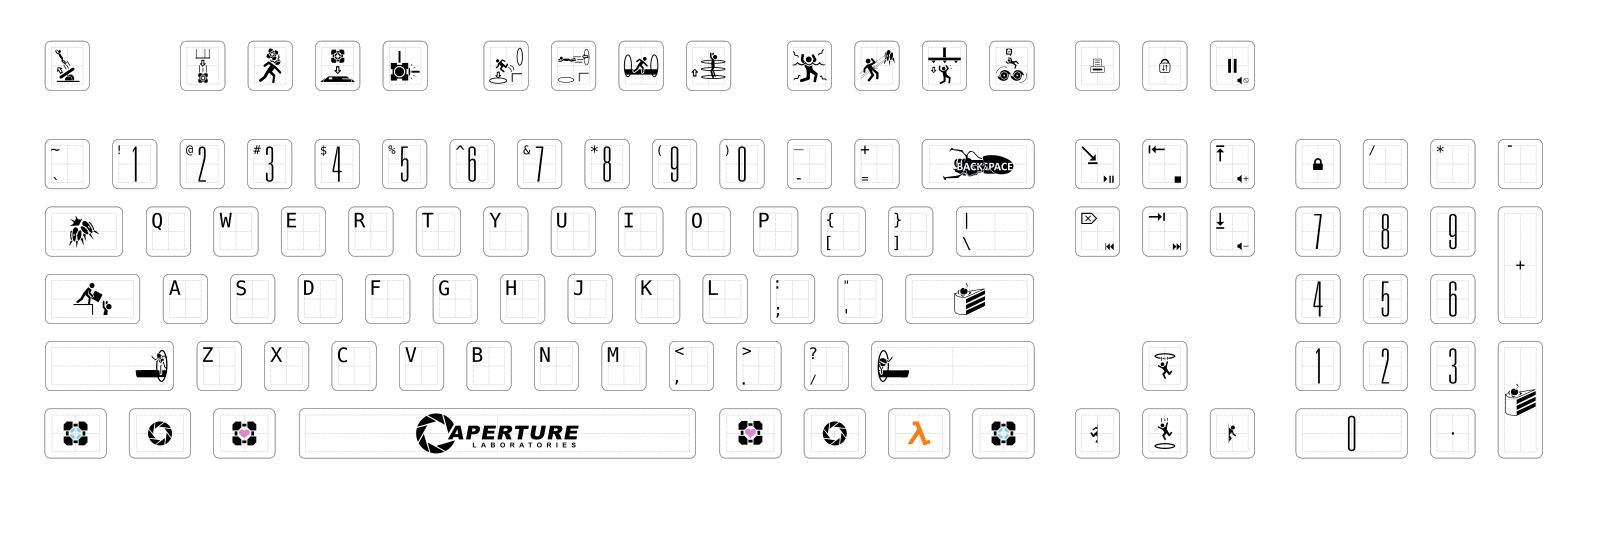 ~ ` ! 1 @ 2 # 3 $ 4 % 5 ^ 6 & 7 * 8 ( 9 ) 0 — - + = BACKSPACE / * -
Q W E R T Y U I O P { [ } ] | \ 7 8 9 +
A S D F G H J K L : ; " ' 4 5 6
Z X C V B N M < , > . ? / 1 2 3
APERTURE
LABORATORIES
λ 0 .